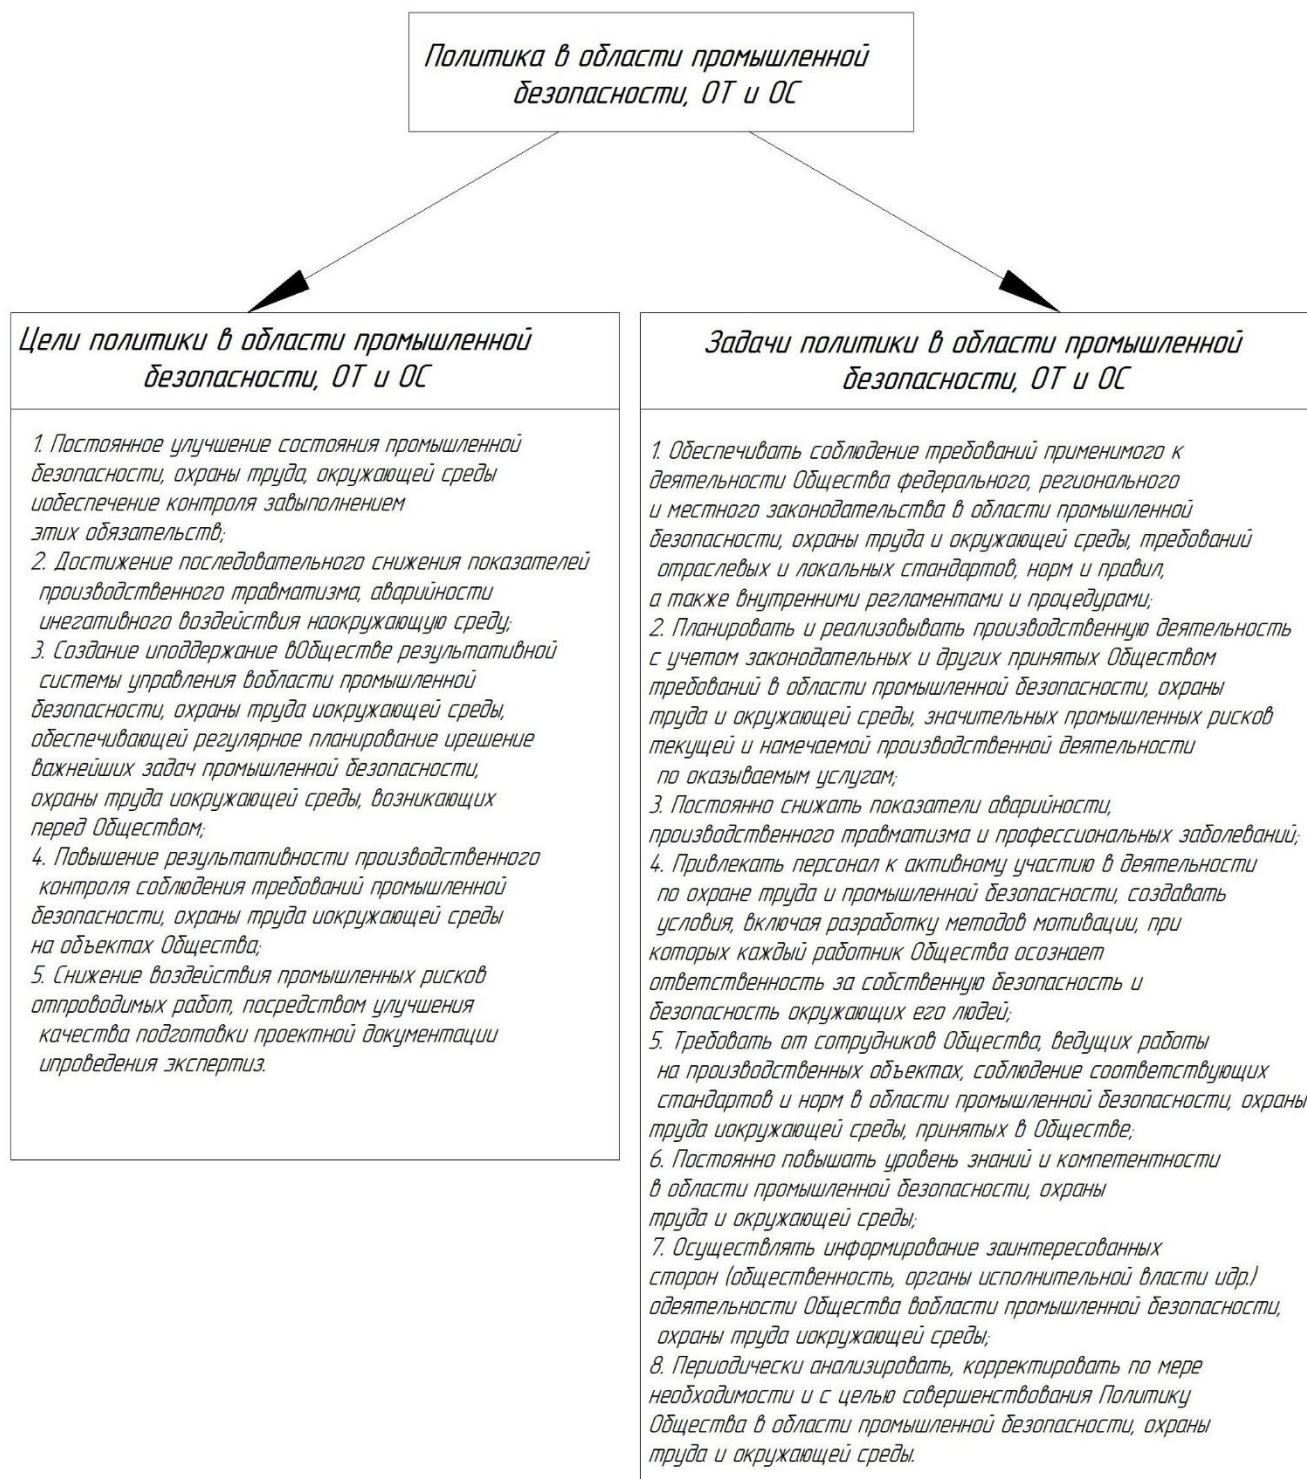 Политика в области промышленной
безопасности, ОТ и ОС
Цели политики в области промышленной
безопасности, ОТ и ОС
1. Постоянное улучшение состояния промышленной
безопасности, охраны труда, окружающей среды
иобеспечение контроля завыполнением
этих обязательств;
2. Достижение последовательного снижения показателей
производственного травматизма, аварийности
инегативного воздействия наокружающую среду;
3. Создание иподдержание вОбществе результативной
системы управления вобласти промышленной
безопасности, охраны труда иокружающей среды,
обеспечивающей регулярное планирование ирешение
важнейших задач промышленной безопасности,
охраны труда иокружающей среды, возникающих
перед Обществом;
4. Повышение результативности производственного
контроля соблюдения требований промышленной
безопасности, охраны труда иокружающей среды
на объектах Общества;
5. Снижение воздействия промышленных рисков
отпроводимых работ, посредством улучшения
качества подготовки проектной документации
ипроведения экспертиз.
Задачи политики в области промышленной
безопасности, ОТ и ОС
1. Обеспечивать соблюдение требований применимого к
деятельности Общества федерального, регионального
и местного законодательства в области промышленной
безопасности, охраны труда и окружающей среды, требований
отраслевых и локальных стандартов, норм и правил,
а также внутренними регламентами и процедурами;
2. Планировать и реализовывать производственную деятельность
с учетом законодательных и других принятых Обществом
требований в области промышленной безопасности, охраны
труда и окружающей среды, значительных промышленных рисков
текущей и намечаемой производственной деятельности
по оказываемым услугам;
3. Постоянно снижать показатели аварийности,
производственного травматизма и профессиональных заболеваний;
4. Привлекать персонал к активному участию в деятельности
по охране труда и промышленной безопасности, создавать
условия, включая разработку методов мотивации, при
которых каждый работник Общества осознает
ответственность за собственную безопасность и
безопасность окружающих его людей;
5. Требовать от сотрудников Общества, ведущих работы
на производственных объектах, соблюдение соответствующих
стандартов и норм в области промышленной безопасности, охраны
труда иокружающей среды, принятых в Обществе;
6. Постоянно повышать уровень знаний и компетентности
в области промышленной безопасности, охраны
труда и окружающей среды;
7. Осуществлять информирование заинтересованных
сторон (общественность, органы исполнительной власти идр.)
одеятельности Общества вобласти промышленной безопасности,
охраны труда иокружающей среды;
8. Периодически анализировать, корректировать по мере
необходимости и с целью совершенствования Политику
Общества в области промышленной безопасности, охраны
труда и окружающей среды.